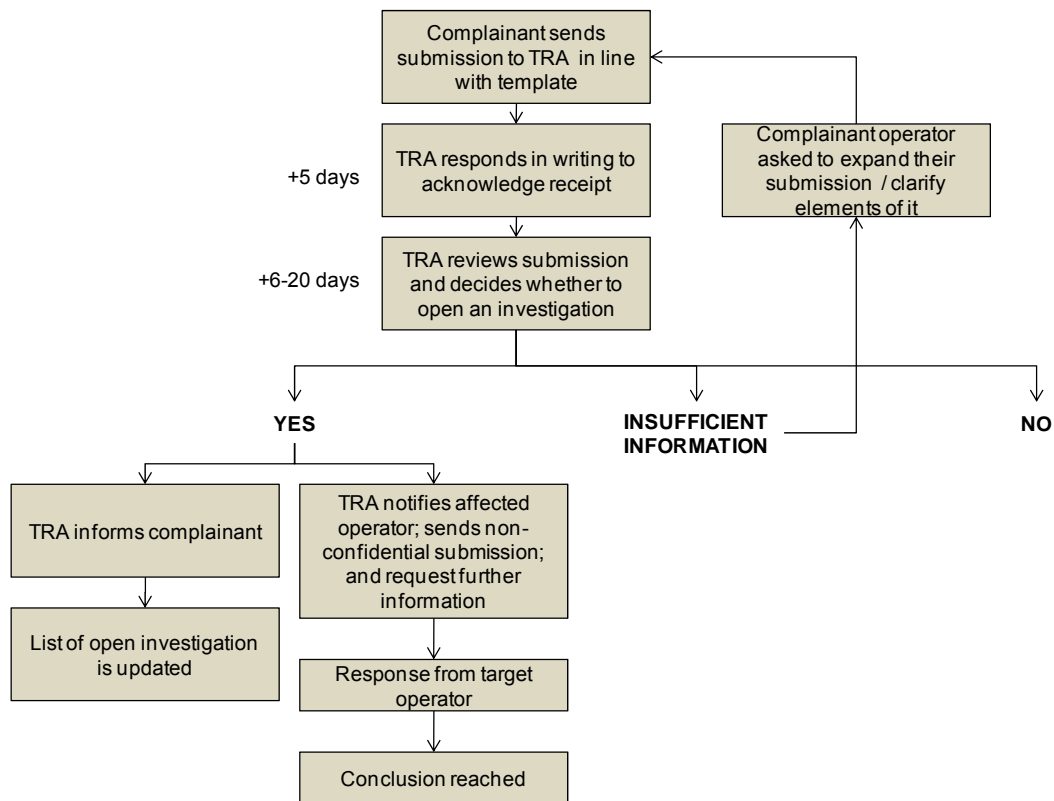 Complainant sends
submission to TRA in line
with template
Complainant operator
asked to expand their
submission / clarify
elements of it
+5 days
TRA responds in writing to
acknowledge receipt
+6-20 days
TRA reviews submission
and decides whether to
open an investigation
YES
INSUFFICIENT
INFORMATION
NO
TRA informs complainant
TRA notifies affected
operator; sends non-
confidential submission;
and request further
information
List of open investigation
is updated
Response from target
operator
Conclusion reached